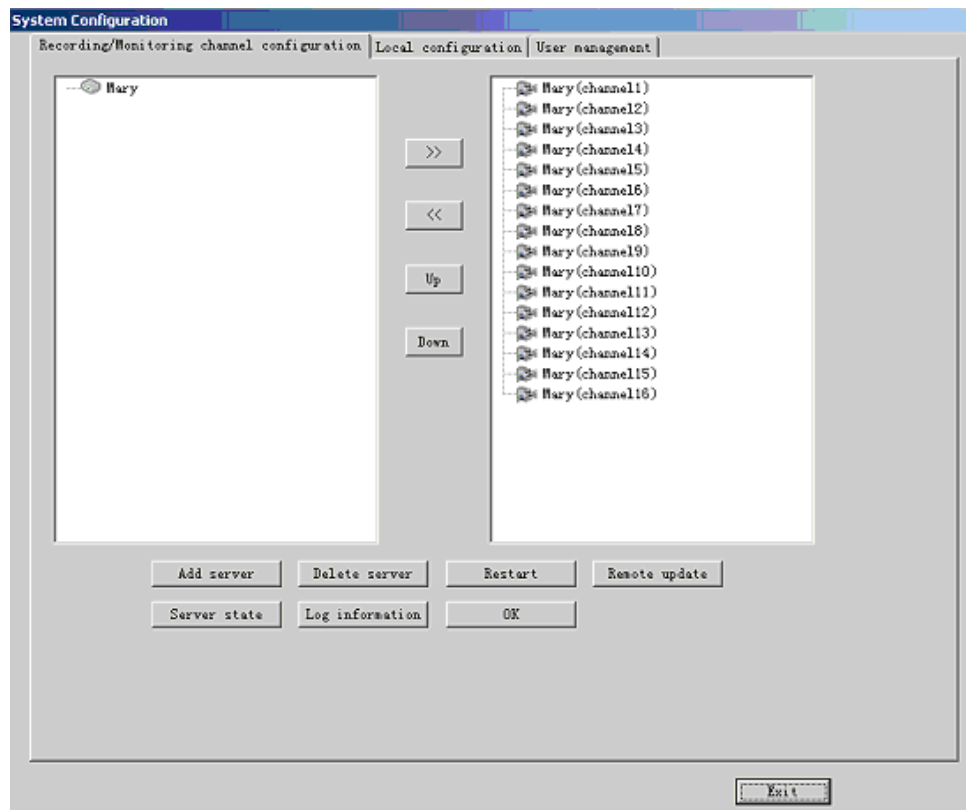 System Configuration
Recording/Monitoring channel configuration Local configuration User management
Mary
Mary(channel1)
Mary(channel2)
Mary(channel3)
Mary(channel4)
Mary(channel5)
Mary(channel6)
Mary(channel7)
Mary(channel8)
Mary(channel9)
Mary(channel10)
Mary(channel11)
Mary(channel12)
Mary(channel13)
Mary(channel14)
Mary(channel15)
Mary(channel16)
>>
<<
Up
Down
Add server Delete server Restart Remote update
Server state Log information OK
Exit